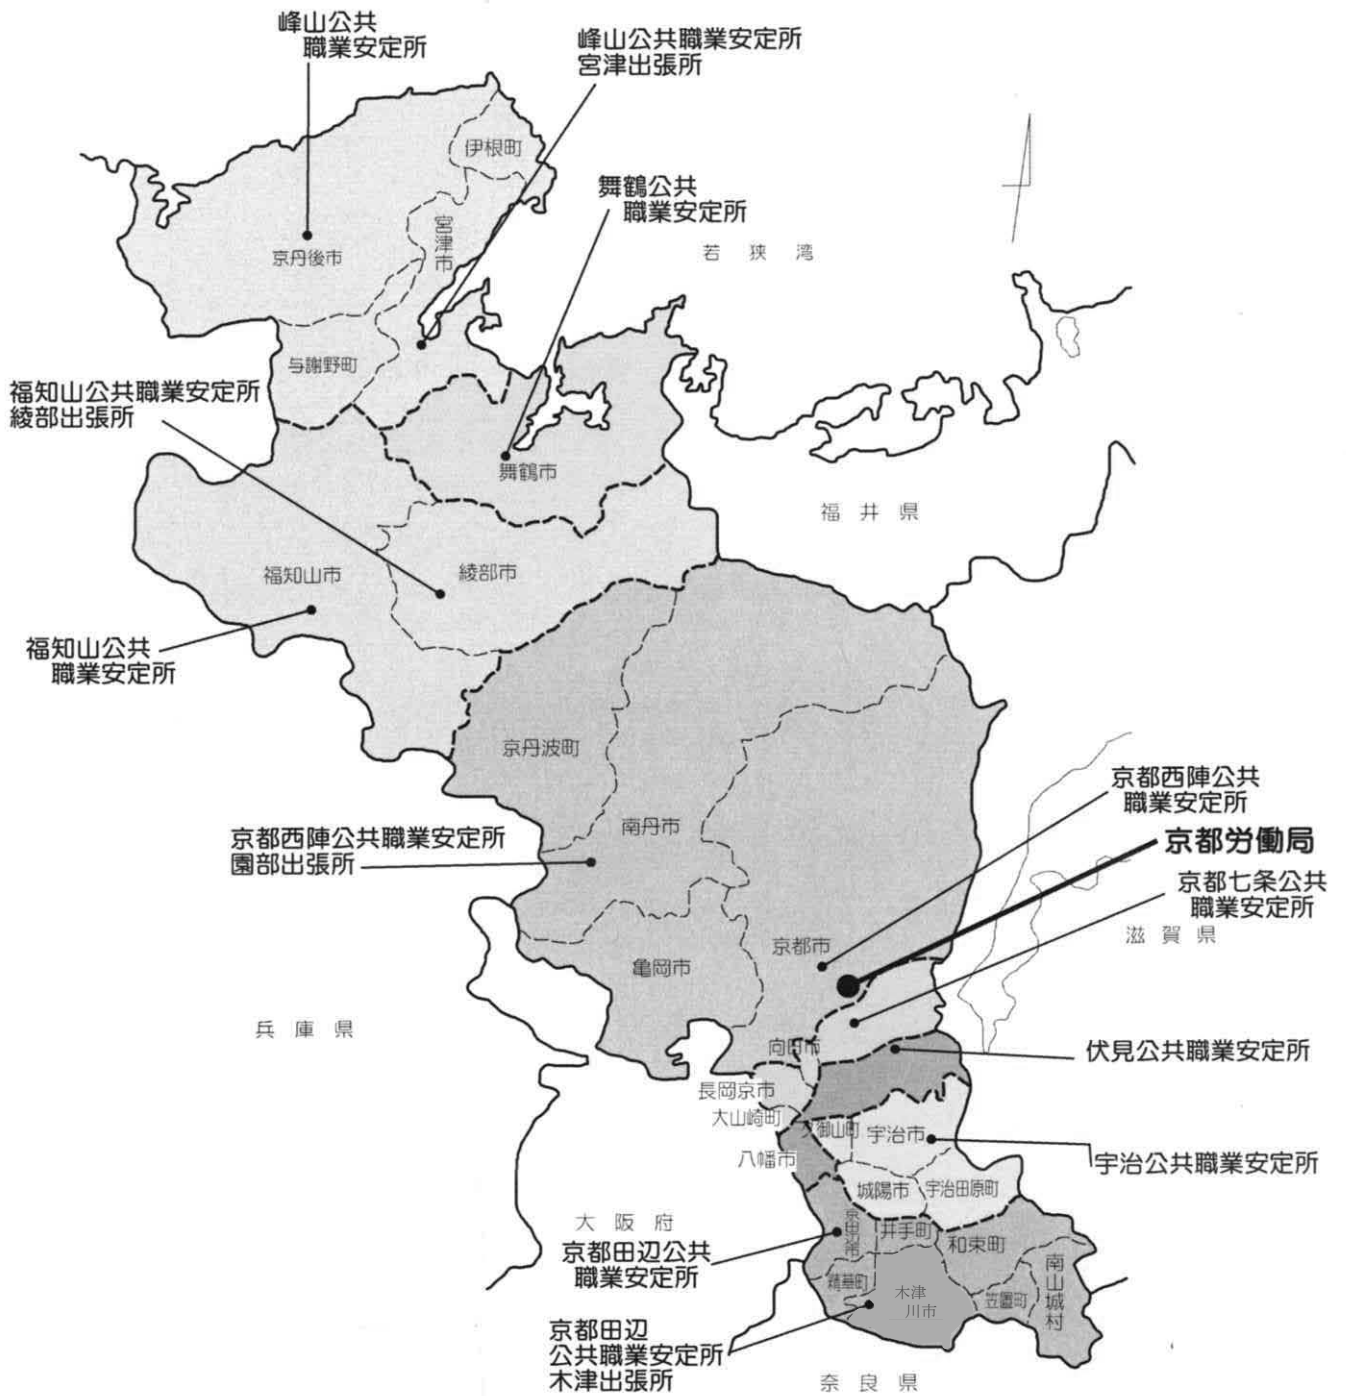 峰山公共
職業安定所
峰山公共職業安定所
宮津出張所
伊根町
舞鶴公共
職業安定所
宮津市
若狭湾
京丹後市
与謝野町
福知山公共職業安定所
綾部出張所
舞鶴市
福井県
福知山市
綾部市
福知山公共
職業安定所
京丹波町
京都西陣公共
職業安定所
南丹市
京都西陣公共職業安定所
園部出張所
京都労働局
京都七条公共
職業安定所
滋賀県
京都市
亀岡市
兵庫県
向日市
伏見公共職業安定所
長岡京市
大山崎町
久御山町
宇治市
八幡市
宇治公共職業安定所
城陽市
宇治田原町
大阪府
京田辺市
井手町
和束町
京都田辺公共
職業安定所
南山城村
精華町
木津
川市
笠置町
京都田辺
公共職業安定所
木津出張所
奈良県